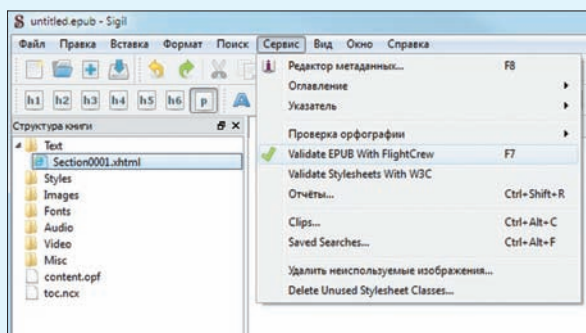 untitled.epub - Sigil
Файл Правка Вставка Формат Поиск Сервис Вид Окно Справка
h1 h2 h3 h4 h5 h6 p A
Структура книги
Text
Section0001.xhtml
Styles
Images
Fonts
Audio
Video
Misc
content.opf
toc.ncx
Редактор метаданных... F8
Оглавление
Указатель
Проверка орфографии
Validate EPUB With FlightCrew F7
Validate Stylesheets With W3C
Отчёты... Ctrl+Shift+R
Clips... Ctrl+Alt+C
Saved Searches... Ctrl+Alt+F
Удалить неиспользуемые изображения...
Delete Unused Stylesheet Classes...